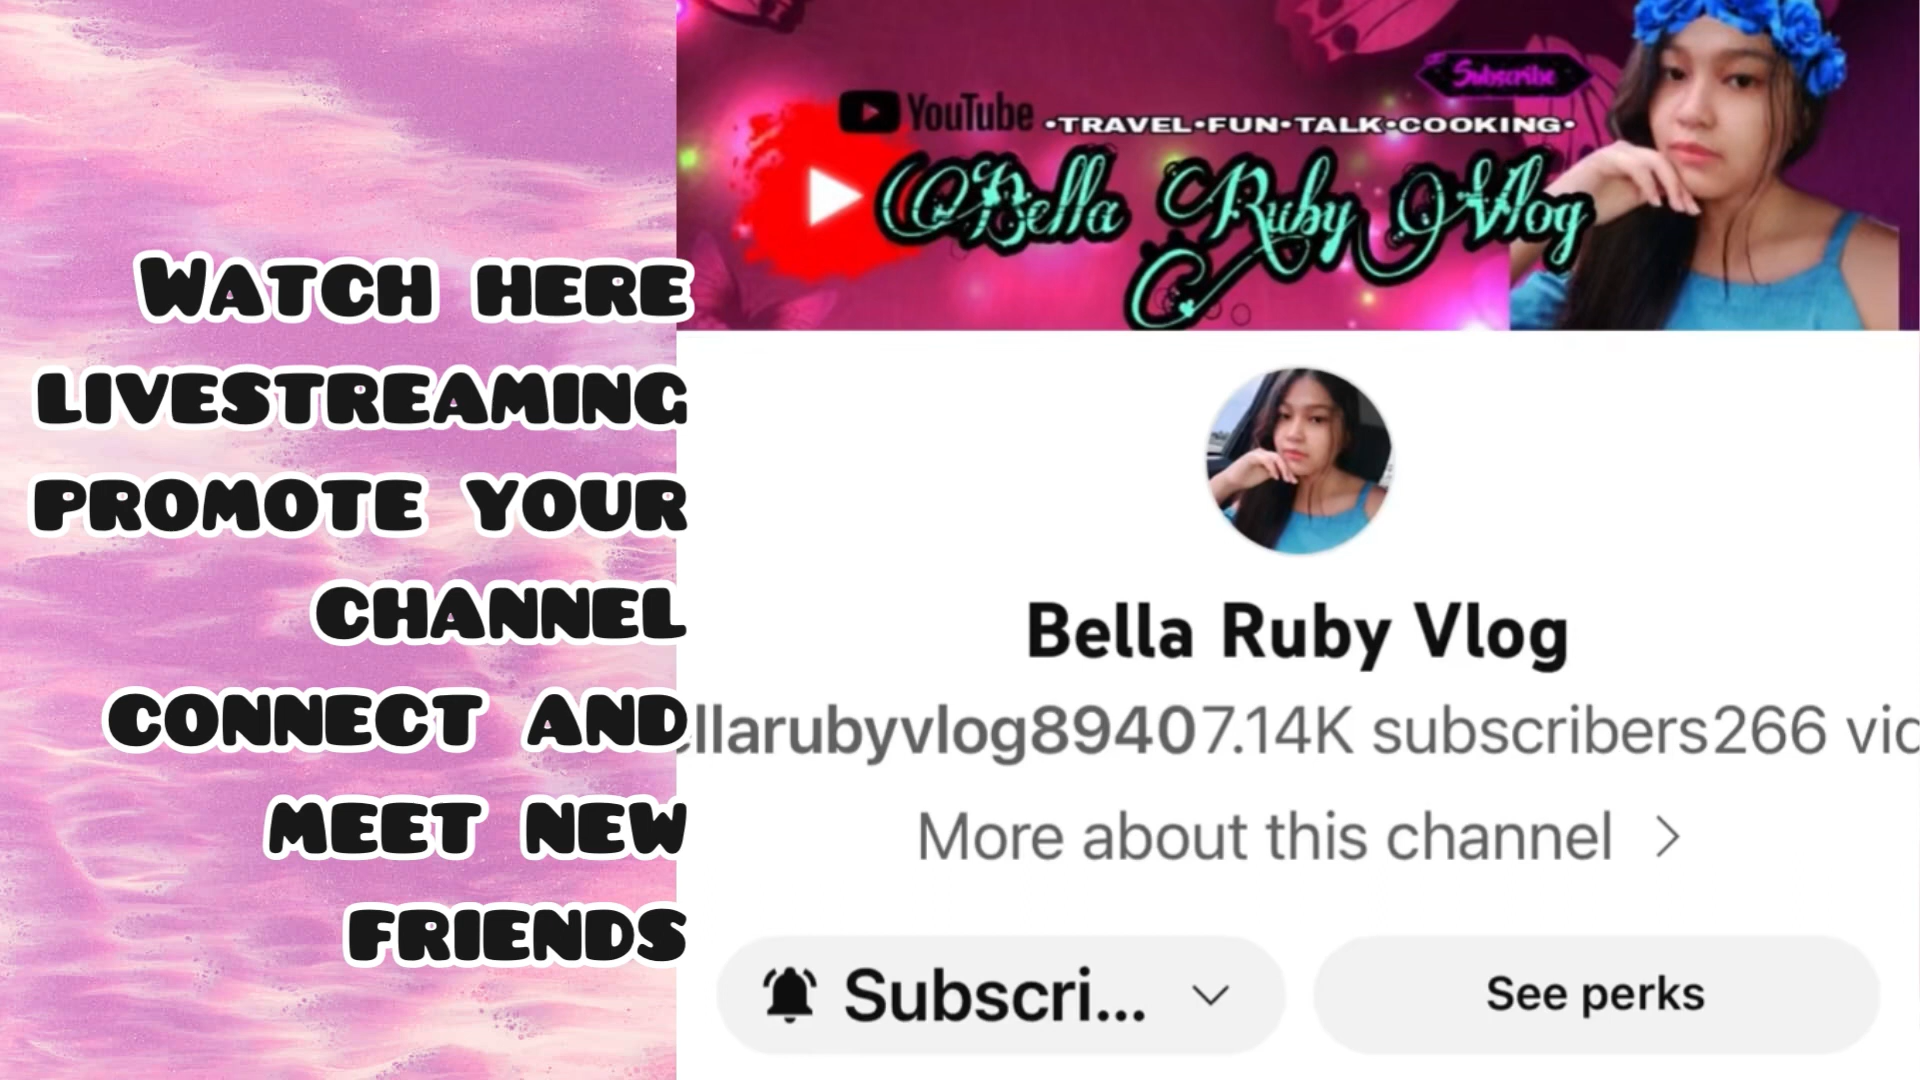 WATCH HERE
LIVESTREAMING
PROMOTE YOUR
CHANNEL
CONNECT AND
MEET NEW
FRIENDS
Subscribe
YouTube
•TRAVEL•FUN•TALK•COOKING•
Bella Ruby Vlog
Bella Ruby Vlog
llarubyvlog89407.14K subscribers266 vid
More about this channel
Subscri...
See perks